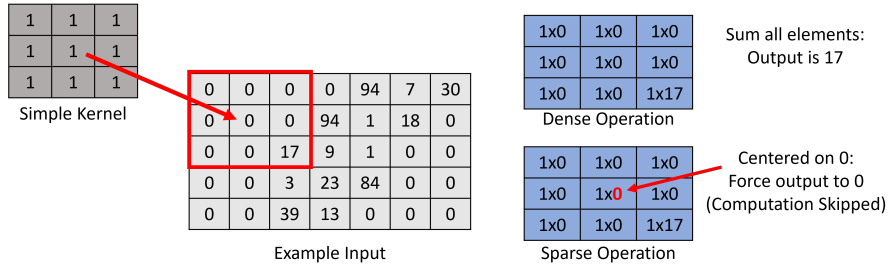 1 1 1
1 1 1
1 1 1
Simple Kernel
0 0 0 0 94 7 30
0 0 0 94 1 18 0
0 0 17 9 1 0 0
0 0 3 23 84 0 0
0 0 39 13 0 0 0
Example Input
1x0 1x0 1x0
1x0 1x0 1x0
1x0 1x0 1x17
Dense Operation
Sum all elements:
Output is 17
1x0 1x0 1x0
1x0 1x0 1x0
1x0 1x0 1x17
Sparse Operation
Centered on 0:
Force output to 0
(Computation Skipped)